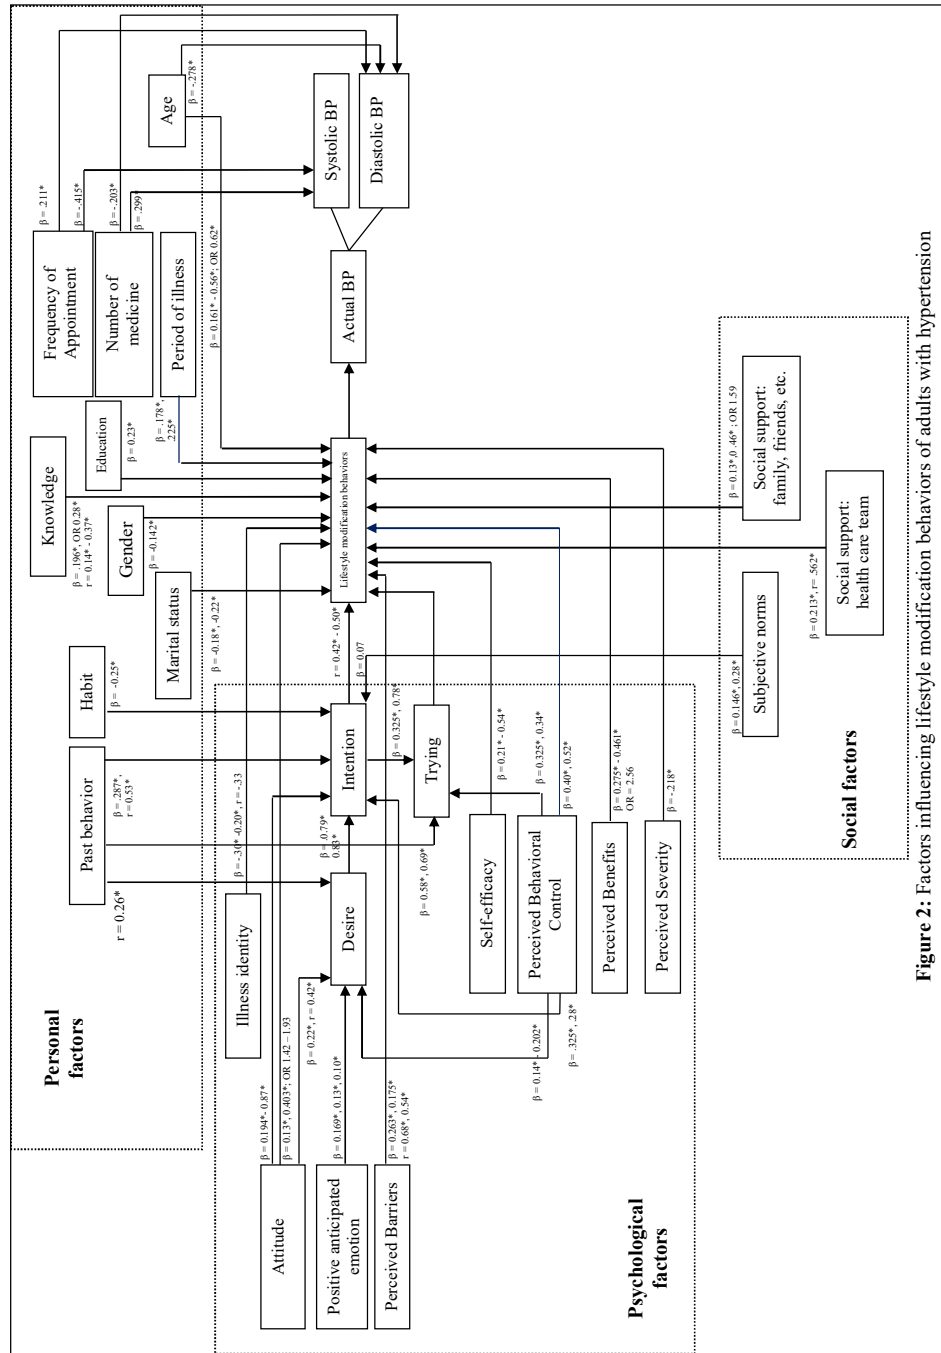 Personal
factors
Past behavior
r = 0.26*
β = .287*,
r = 0.53*
Habit
β = -0.25*
Knowledge
β = .196*, OR 0.28*
r = 0.14* - 0.37*
Gender
β = -0.142*
Marital status
β = -0.18*, -0.22*
Education
β = 0.23*
Frequency of
Appointment
β = .211*
β = -.415*
Number of
medicine
β = -.203*
β = .299*
Period of illness
β = .178*,
.225*
Age
β = -.278*
β = 0.161* - 0.56*; OR 0.62*
Illness identity
β = -.30* -0.20*, r = -.33
Attitude
β = 0.194*- 0.87*
β = 0.13*, 0.403*; OR 1.42 – 1.93
β = 0.22*, r = 0.42*
Positive anticipated
emotion
β = 0.169*, 0.13*, 0.10*
Perceived Barriers
β = 0.263*, 0.175*
r = 0.68*, 0.54*
Desire
β = 0.79*
0.83*
Intention
r = 0.42* - 0.50*
β = 0.07
β = 0.325*, 0.78*
Trying
β = 0.58*, 0.69*
Lifestyle modification behaviors
Actual BP
Systolic BP
Diastolic BP
Self-efficacy
β = 0.21* - 0.54*
Perceived Behavioral
Control
β = 0.325*, 0.34*
β = 0.40*, 0.52*
β = 0.14* - 0.202*
β = .325*, .28*
Perceived Benefits
β = 0.275* - 0.461*
OR = 2.56
Perceived Severity
β = -.218*
Psychological
factors
Subjective norms
β = 0.146*, 0.28*
Social support:
health care team
β = 0.213*, r= .562*
Social support:
family, friends, etc.
β = 0.13*,0 .46* ; OR 1.59
Social factors
Figure 2: Factors influencing lifestyle modification behaviors of adults with hypertension